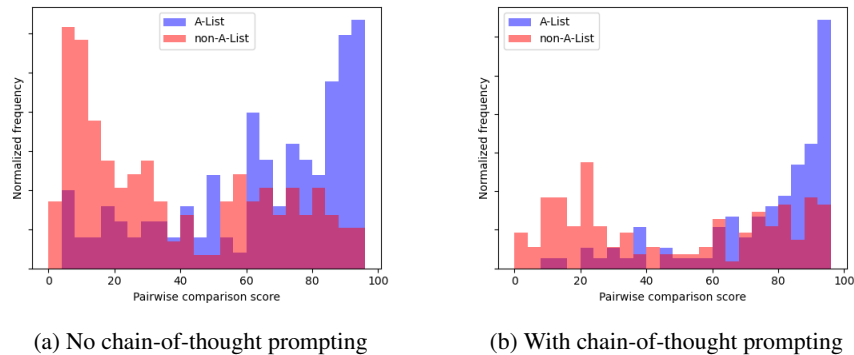 A-List
non-A-List
Normalized frequency
0 20 40 60 80 100
Pairwise comparison score
(a) No chain-of-thought prompting
A-List
non-A-List
Normalized frequency
0 20 40 60 80 100
Pairwise comparison score
(b) With chain-of-thought prompting